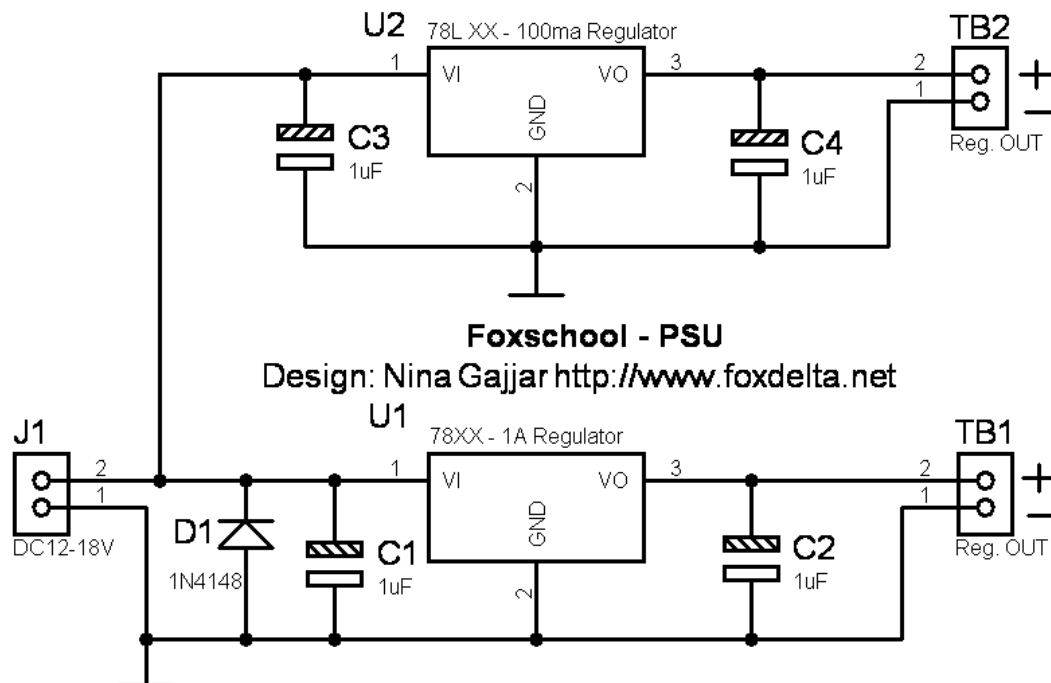 U2
78L XX - 100ma Regulator
TB2
1
VI
VO
3
2
1
+
−
GND
2
C3
1uF
C4
1uF
Reg. OUT
Foxschool - PSU
Design: Nina Gajjar http://www.foxdelta.net
U1
78XX - 1A Regulator
J1
TB1
2
1
1
VI
VO
3
2
1
+
−
GND
2
DC12-18V
D1
1N4148
C1
1uF
C2
1uF
Reg. OUT